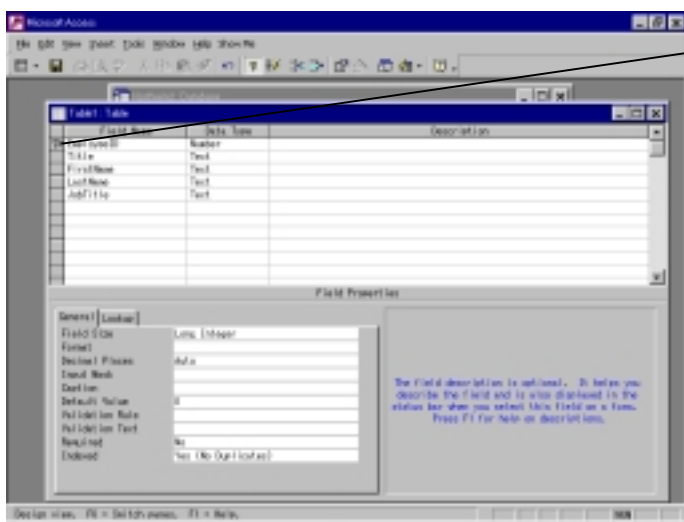 Microsoft Access
File Edit View Insert Tools Window Help Show Me
Table1 : Table
Field Name Data Type Description
EmployeeID Number
Title Text
FirstName Text
LastName Text
JobTitle Text
Field Properties
General Lookup
Field Size Long Integer
Format
Decimal Places Auto
Input Mask
Caption
Default Value 0
Validation Rule
Validation Text
Required No
Indexed Yes (No Duplicates)
The field description is optional. It helps you
describe the field and is also displayed in the
status bar when you select this field on a form.
Press F1 for help on descriptions.
Design view. F6 = Switch panes. F1 = Help.
NUM